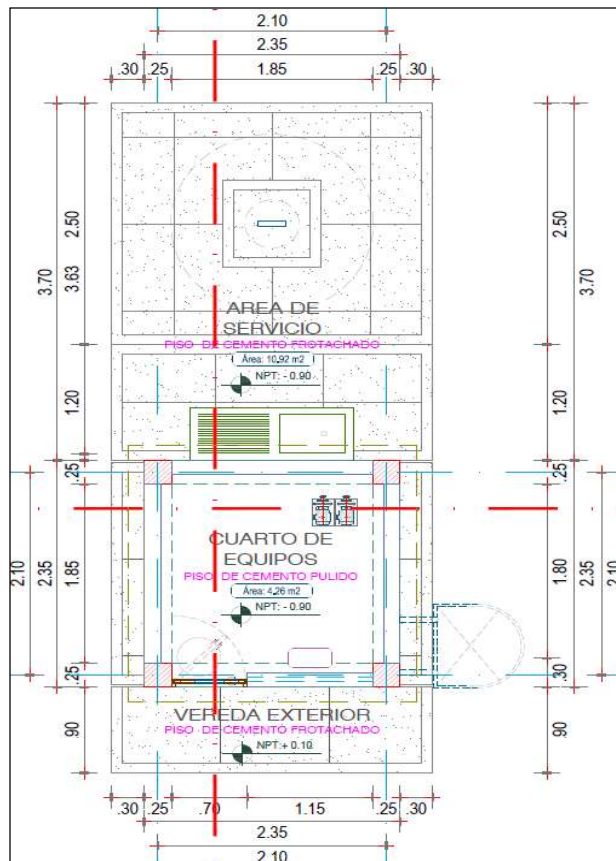 2.10
2.35
.30 .25 1.85 .25 .30
2.50
3.70
3.63
2.50
3.70
AREA DE
SERVICIO
PISO DE CEMENTO FROTACHADO
Área: 10.92 m2
NPT: - 0.90
1.20
1.20
.25
.25
CUARTO DE
EQUIPOS
PISO DE CEMENTO PULIDO
Área: 4.26 m2
NPT: - 0.90
2.10
2.35
1.85
1.80
2.35
2.10
.25
.30
VEREDA EXTERIOR
PISO DE CEMENTO FROTACHADO
NPT: + 0.10
.90
.90
.30 .25 .70 1.15 .25 .30
2.35
2.10